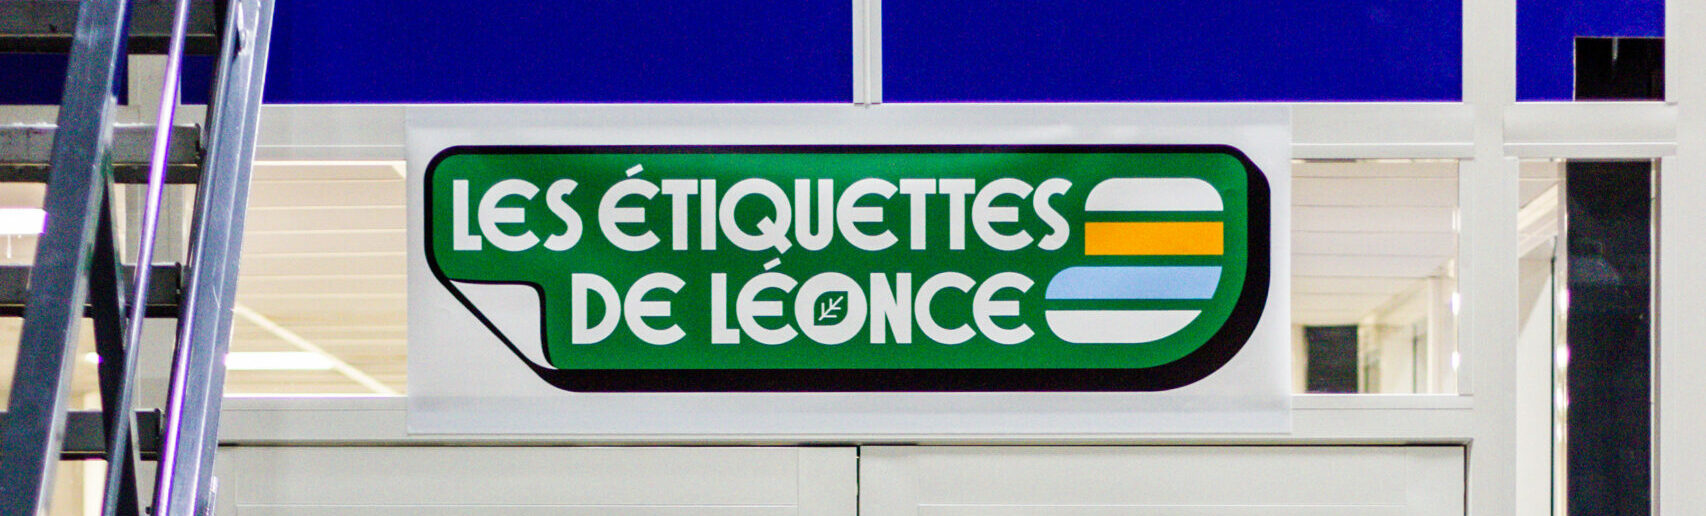 LES ÉTIQUETTES
DE LÉONCE